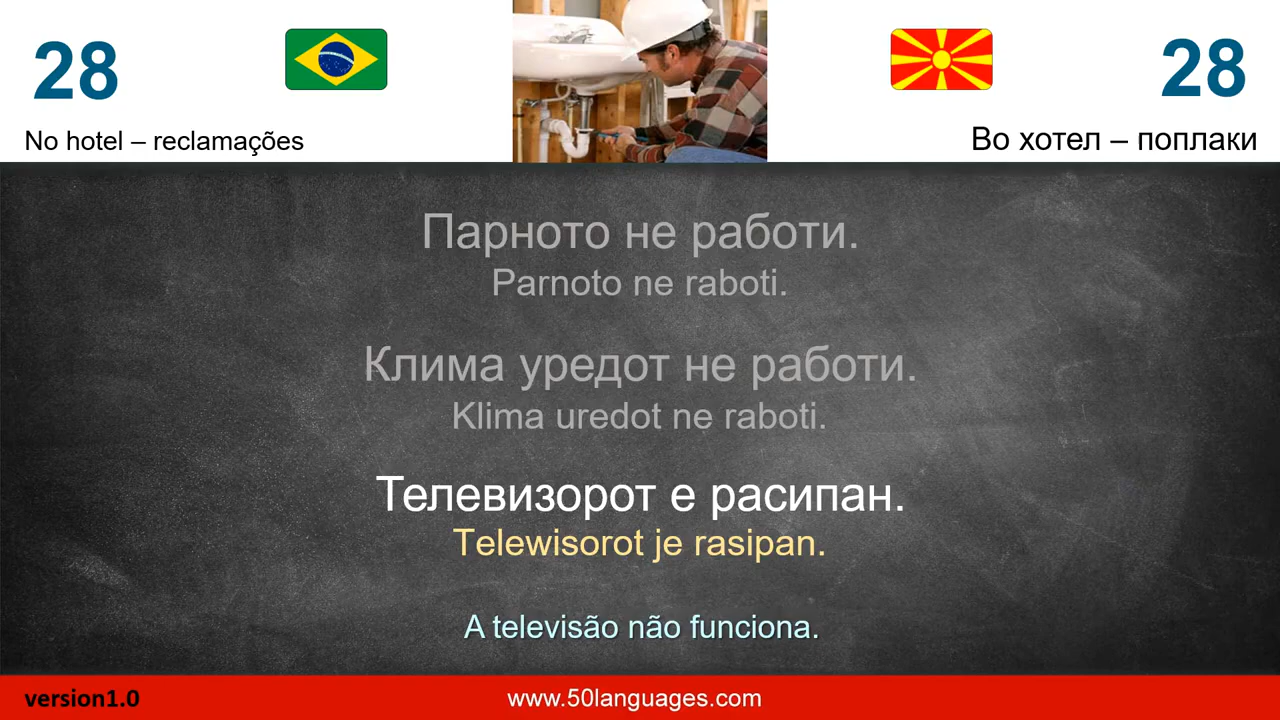 28
28
No hotel – reclamações
Во хотел – поплаки
Парното не работи.
Parnoto ne raboti.
Клима уредот не работи.
Klima uredot ne raboti.
Телевизорот е расипан.
Telewisorot je rasipan.
A televisão não funciona.
version1.0
www.50languages.com